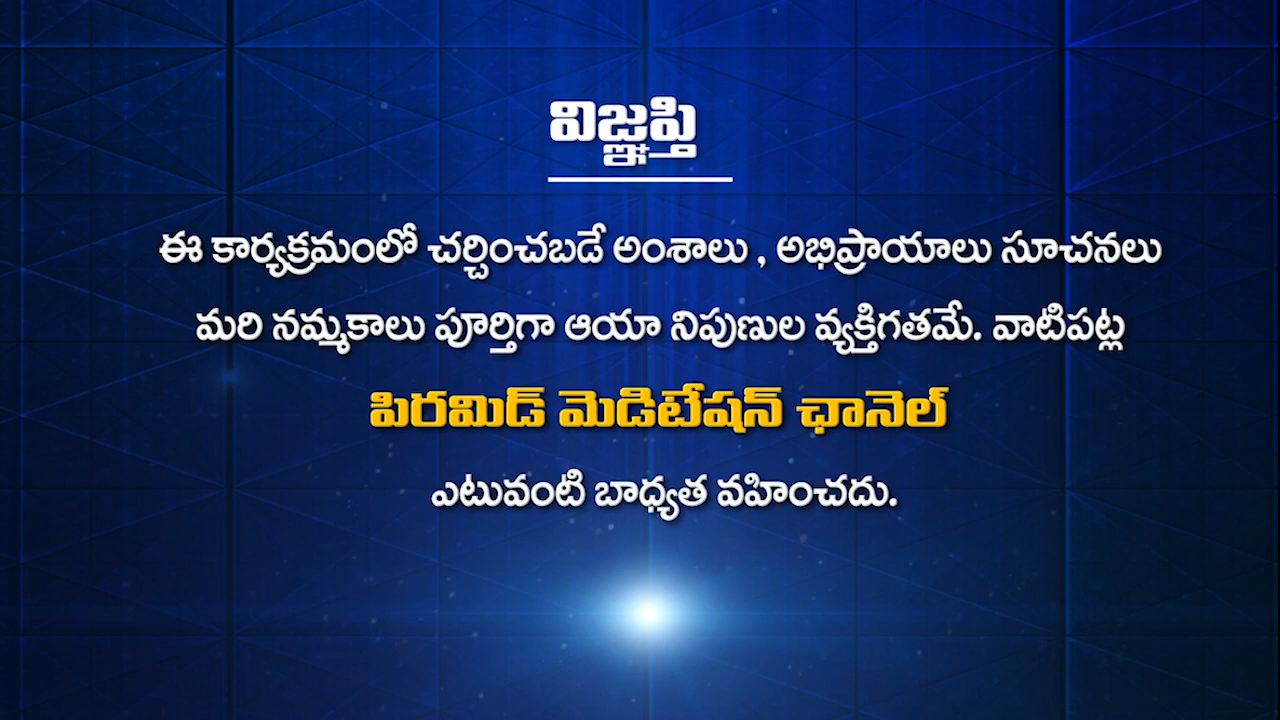 విజ్ఞప్తి
ఈ కార్యక్రమంలో చర్చించబడే అంశాలు , అభిప్రాయాలు సూచనలు
మరి నమ్మకాలు పూర్తిగా ఆయా నిపుణుల వ్యక్తిగతమే. వాటిపట్ల
పిరమిడ్ మెడిటేషన్ ఛానెల్
ఎటువంటి బాధ్యత వహించదు.